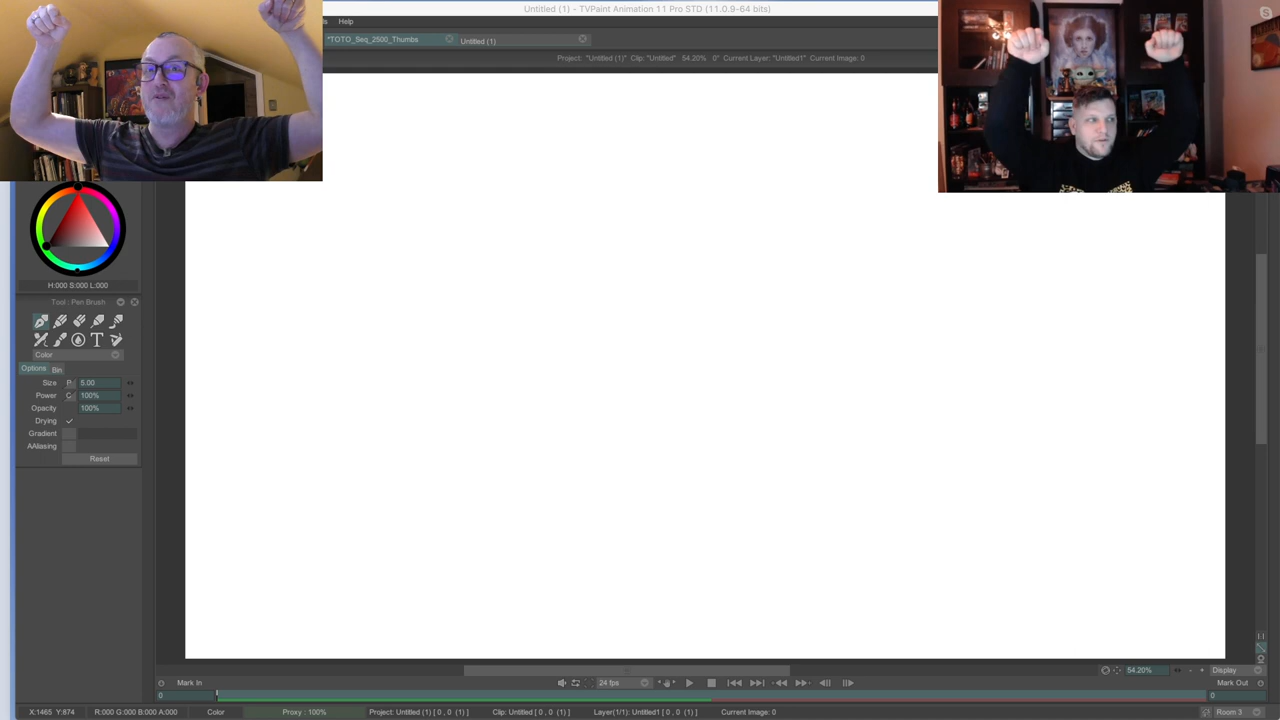 Untitled (1) - TVPaint Animation 11 Pro STD (11.0.9-64 bits)
Help
*TOTO_Seq_2500_Thumbs Untitled (1)
Project: "Untitled (1)" Clip: "Untitled" 54.20% 0° Current Layer: "Untitled1" Current Image: 0
H:000 S:000 L:000
Tool : Pen Brush
Color
Options Bin
Size P 5.00
Power C 100%
Opacity 100%
Drying
Gradient
AAliasing
Reset
54.20% Display
Mark In 24 fps Mark Out
0 0
X:1465 Y:874 R:000 G:000 B:000 A:000 Color Proxy : 100% Project: Untitled (1) [ 0 , 0 (1) ] Clip: Untitled [ 0 , 0 (1) ] Layer(1/1): Untitled1 [ 0 , 0 (1) ] Current Image: 0 Room 3